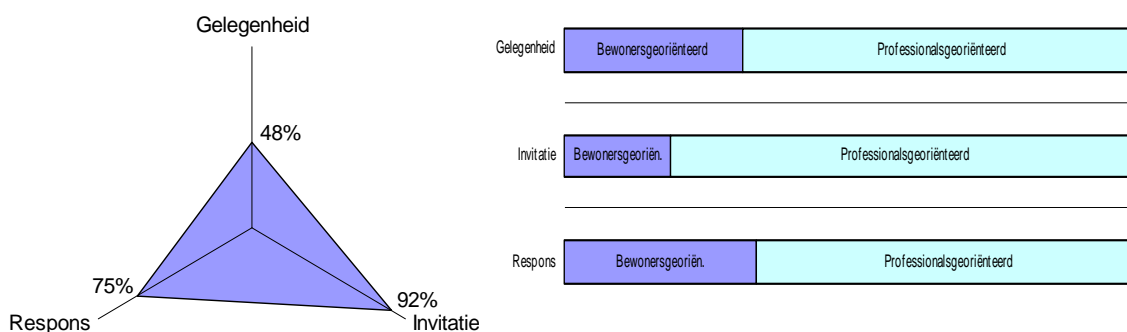 Gelegenheid
48%
75%
92%
Respons
Invitatie
Gelegenheid
Bewonersgeoriënteerd
Professionalsgeoriënteerd
Invitatie
Bewonersgeoriën.
Professionalsgeoriënteerd
Respons
Bewonersgeoriën.
Professionalsgeoriënteerd